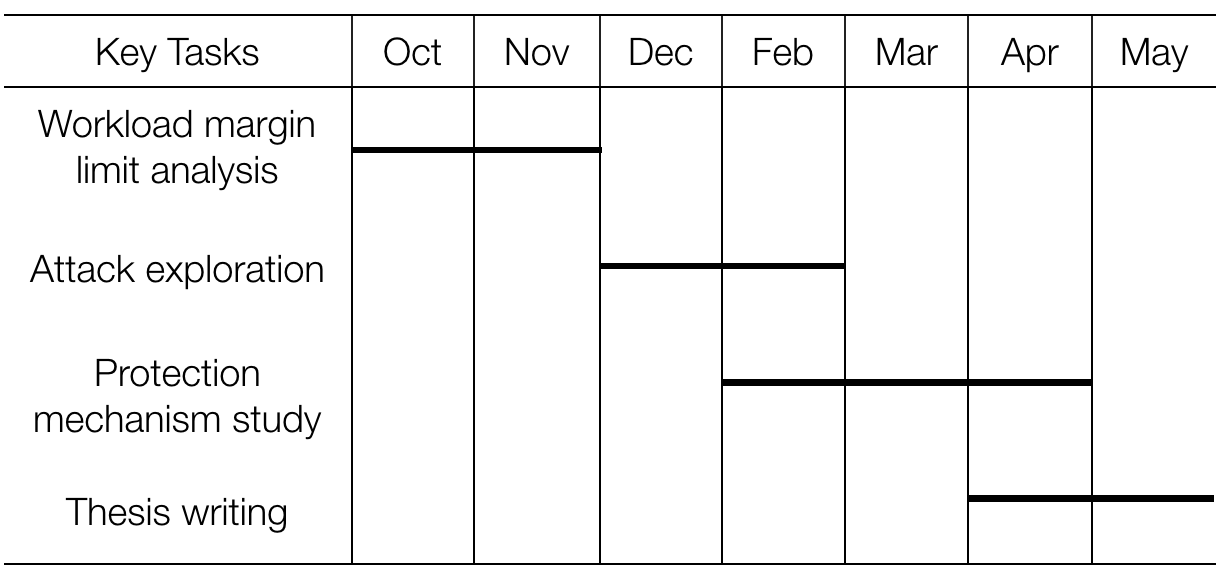 Key Tasks Oct Nov Dec Feb Mar Apr May
Workload margin
limit analysis
Attack exploration
Protection
mechanism study
Thesis writing